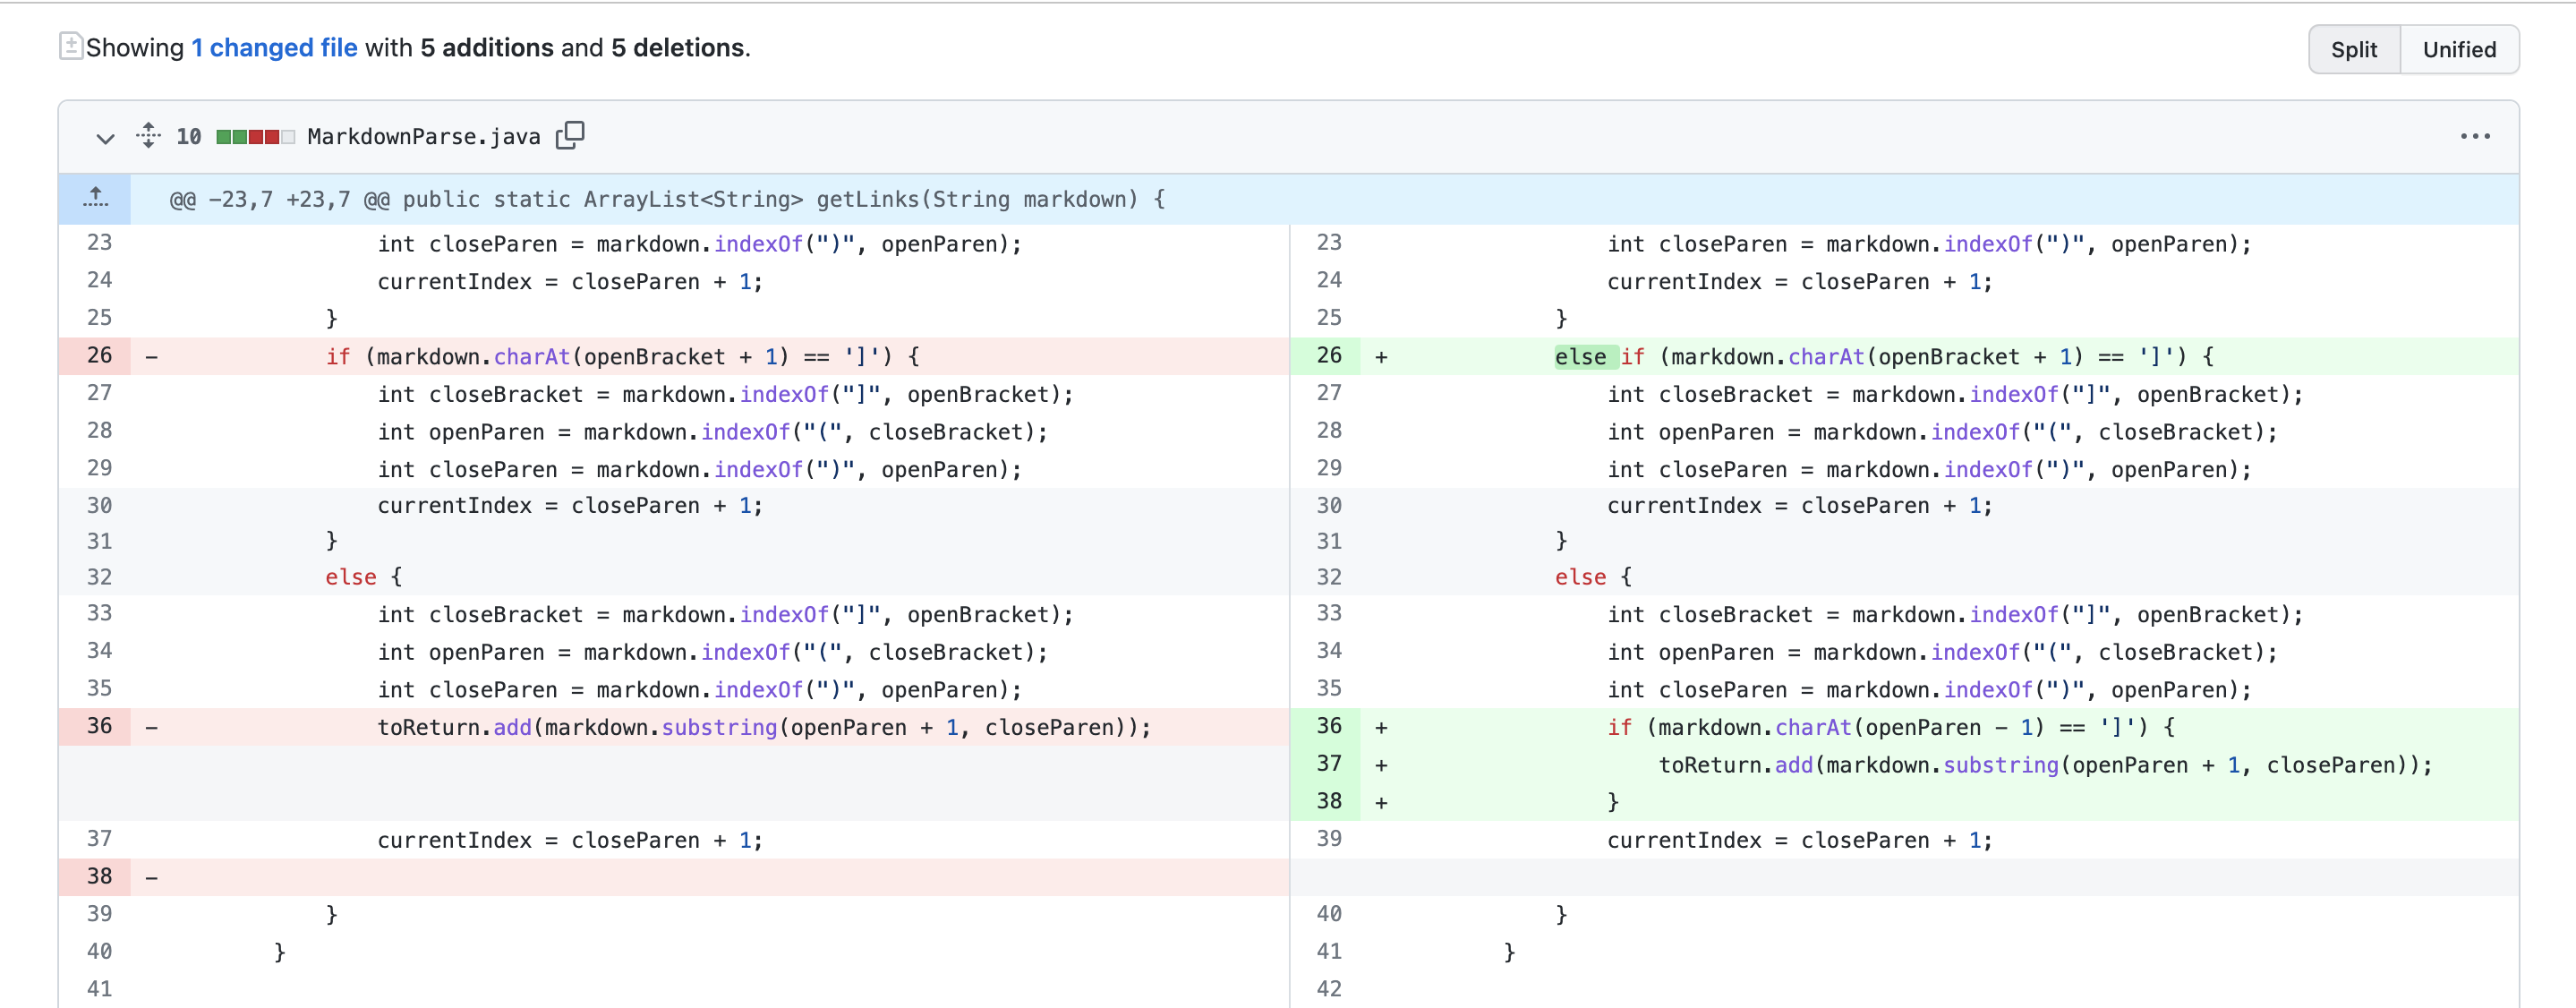 Showing 1 changed file with 5 additions and 5 deletions.
Split Unified
10 MarkdownParse.java
@@ -23,7 +23,7 @@ public static ArrayList<String> getLinks(String markdown) {
23 int closeParen = markdown.indexOf(")", openParen);
24 currentIndex = closeParen + 1;
25 }
26 - if (markdown.charAt(openBracket + 1) == ']') {
27 int closeBracket = markdown.indexOf("]", openBracket);
28 int openParen = markdown.indexOf("(", closeBracket);
29 int closeParen = markdown.indexOf(")", openParen);
30 currentIndex = closeParen + 1;
31 }
32 else {
33 int closeBracket = markdown.indexOf("]", openBracket);
34 int openParen = markdown.indexOf("(", closeBracket);
35 int closeParen = markdown.indexOf(")", openParen);
36 - toReturn.add(markdown.substring(openParen + 1, closeParen));
37 currentIndex = closeParen + 1;
38 -
39 }
40 }
41
23 int closeParen = markdown.indexOf(")", openParen);
24 currentIndex = closeParen + 1;
25 }
26 + else if (markdown.charAt(openBracket + 1) == ']') {
27 int closeBracket = markdown.indexOf("]", openBracket);
28 int openParen = markdown.indexOf("(", closeBracket);
29 int closeParen = markdown.indexOf(")", openParen);
30 currentIndex = closeParen + 1;
31 }
32 else {
33 int closeBracket = markdown.indexOf("]", openBracket);
34 int openParen = markdown.indexOf("(", closeBracket);
35 int closeParen = markdown.indexOf(")", openParen);
36 + if (markdown.charAt(openParen - 1) == ']') {
37 + toReturn.add(markdown.substring(openParen + 1, closeParen));
38 + }
39 currentIndex = closeParen + 1;
40 }
41 }
42